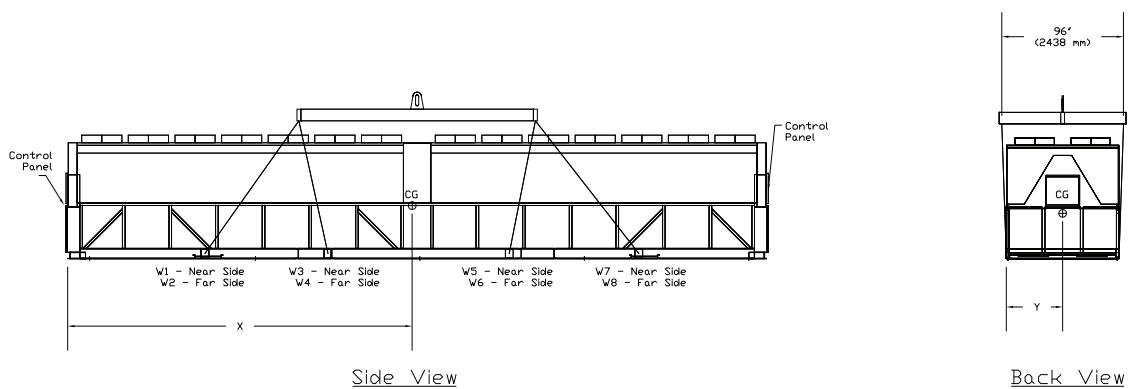 96"
(2438 mm)
Control
Panel
Control
Panel
CG
CG
W1 - Near Side
W2 - Far Side
W3 - Near Side
W4 - Far Side
W5 - Near Side
W6 - Far Side
W7 - Near Side
W8 - Far Side
X
Y
Side View
Back View